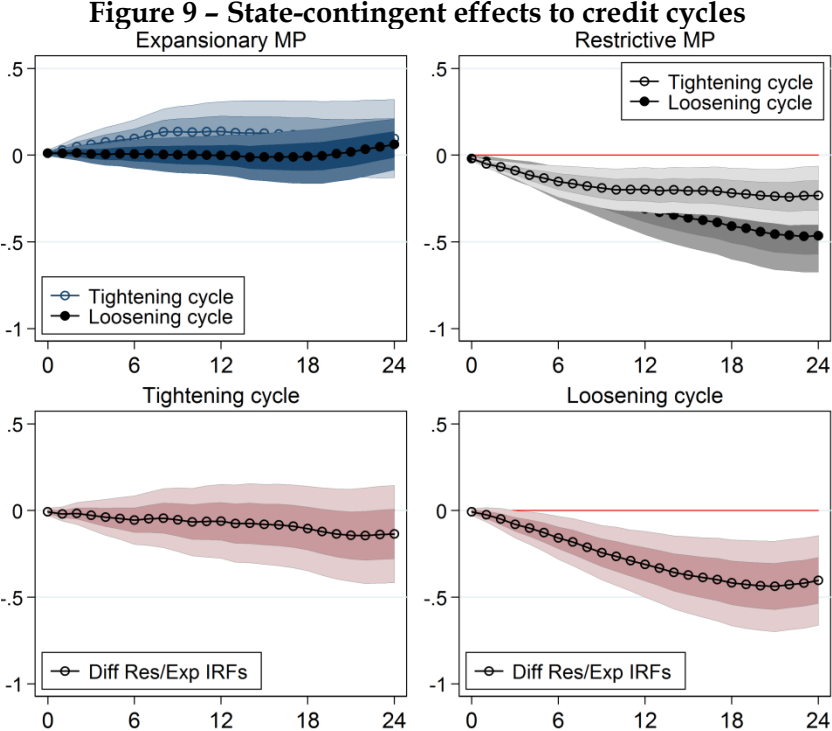 Figure 9 – State-contingent effects to credit cycles
Expansionary MP
.5
0
-.5
-1
Tightening cycle
Loosening cycle
0 6 12 18 24
Restrictive MP
.5
0
-.5
-1
Tightening cycle
Loosening cycle
0 6 12 18 24
Tightening cycle
.5
0
-.5
-1
Diff Res/Exp IRFs
0 6 12 18 24
Loosening cycle
.5
0
-.5
-1
Diff Res/Exp IRFs
0 6 12 18 24